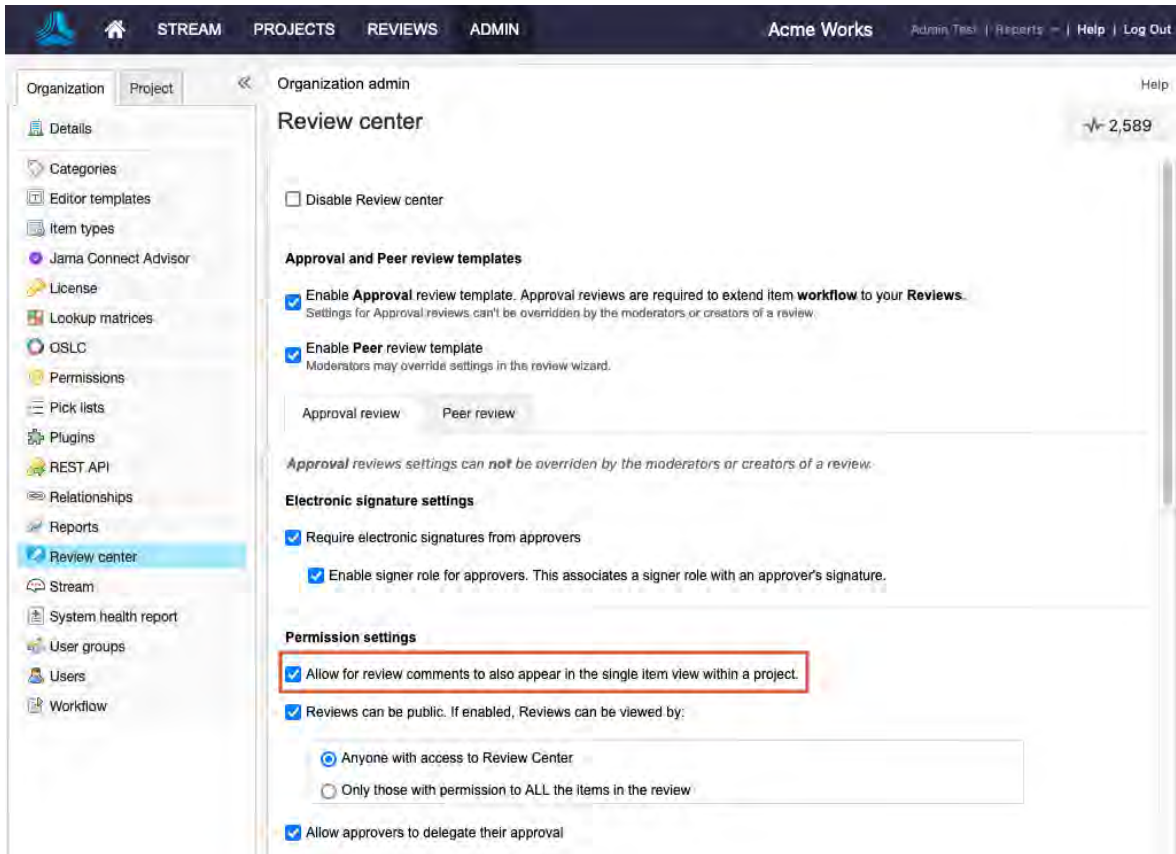 STREAM PROJECTS REVIEWS ADMIN Acme Works Admin Test | Reports | Help | Log Out
Organization Project
Organization admin
Help
Review center
2,589
Details
Categories
Editor templates
Item types
Jama Connect Advisor
License
Lookup matrices
OSLC
Permissions
Pick lists
Plugins
REST API
Relationships
Reports
Review center
Stream
System health report
User groups
Users
Workflow
Disable Review center
Approval and Peer review templates
Enable Approval review template. Approval reviews are required to extend item workflow to your Reviews.
Settings for Approval reviews can't be overridden by the moderators or creators of a review
Enable Peer review template
Moderators may override settings in the review wizard.
Approval review Peer review
Approval reviews settings can not be overriden by the moderators or creators of a review.
Electronic signature settings
Require electronic signatures from approvers
Enable signer role for approvers. This associates a signer role with an approver's signature.
Permission settings
Allow for review comments to also appear in the single item view within a project.
Reviews can be public. If enabled, Reviews can be viewed by:
Anyone with access to Review Center
Only those with permission to ALL the items in the review
Allow approvers to delegate their approval